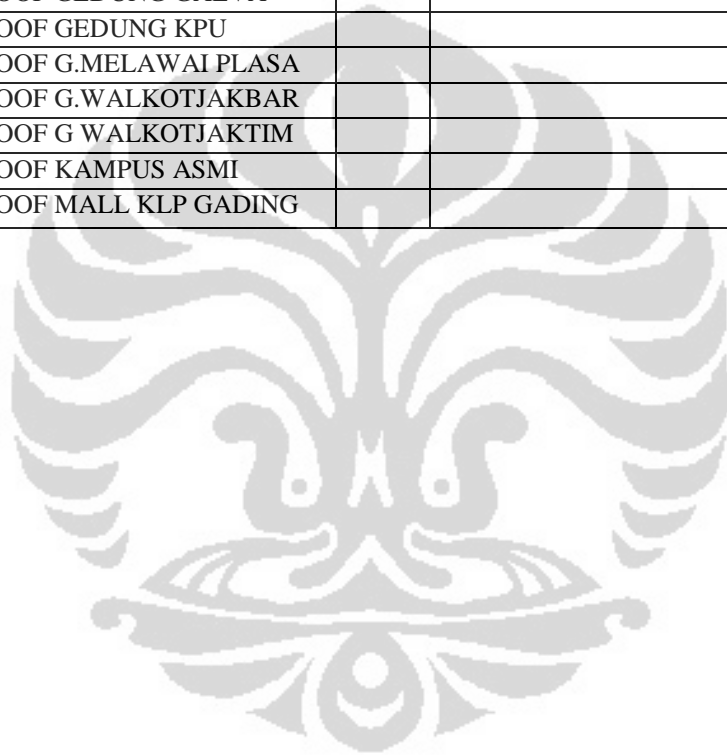 OOF GEDUNG KPU
OOF G.MELAWAI PLASA
OOF G.WALKOTJAKBAR
OOF G WALKOTJAKTIM
OOF KAMPUS ASMI
OOF MALL KLP GADING